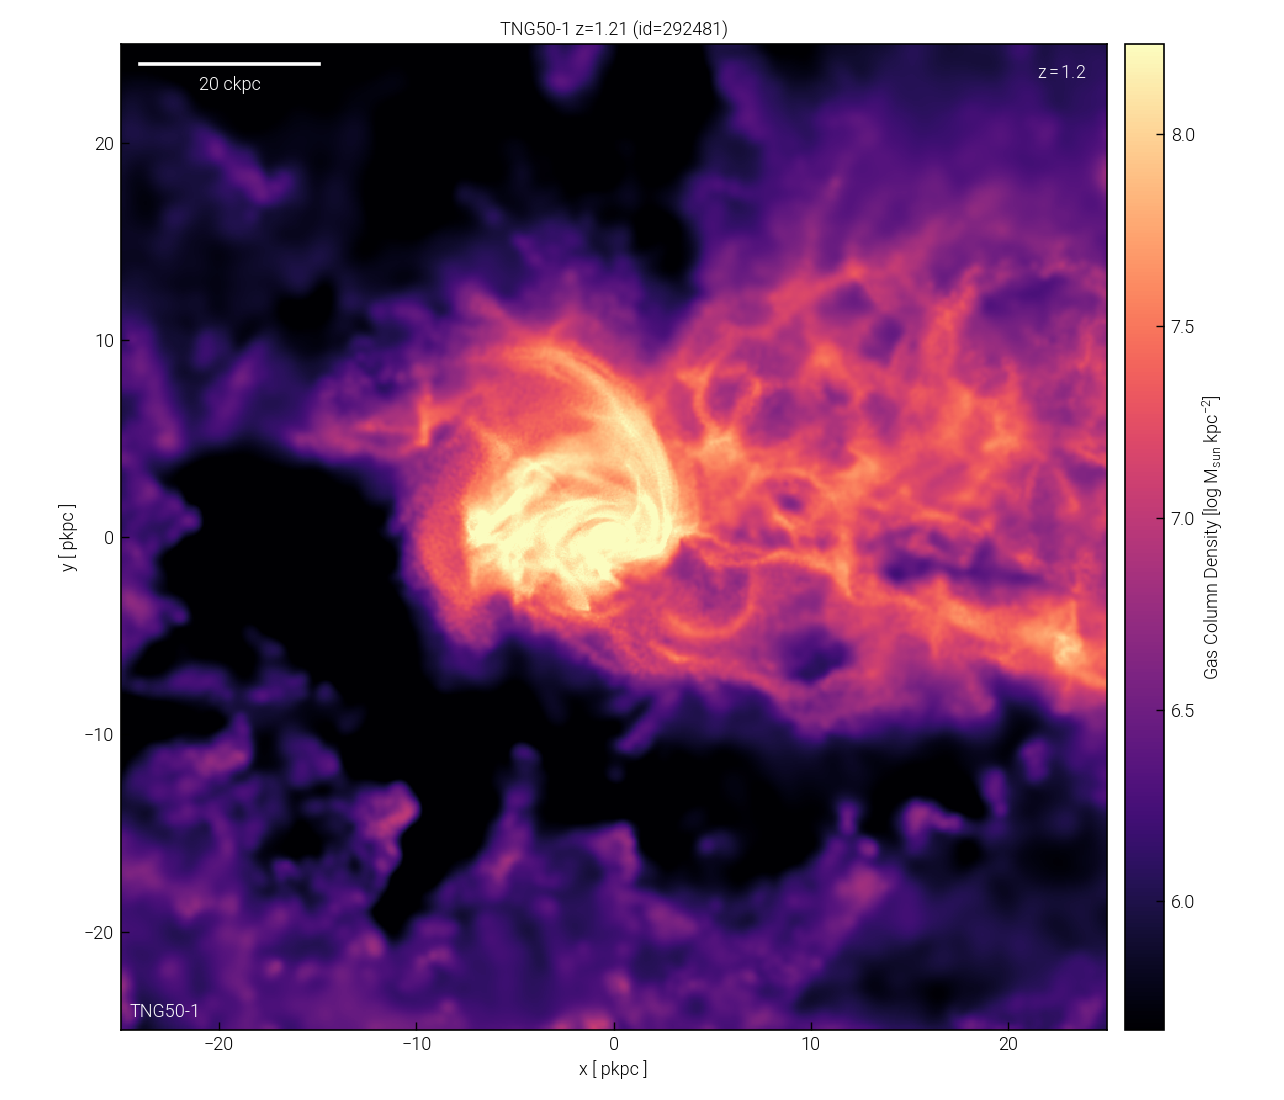 TNG50-1 z=1.21 (id=292481)
20 ckpc
z=1.2
TNG50-1
20
10
0
−10
−20
y [ pkpc ]
−20
−10
0
10
20
x [ pkpc ]
8.0
7.5
7.0
6.5
6.0
Gas Column Density [log M_sun kpc⁻²]